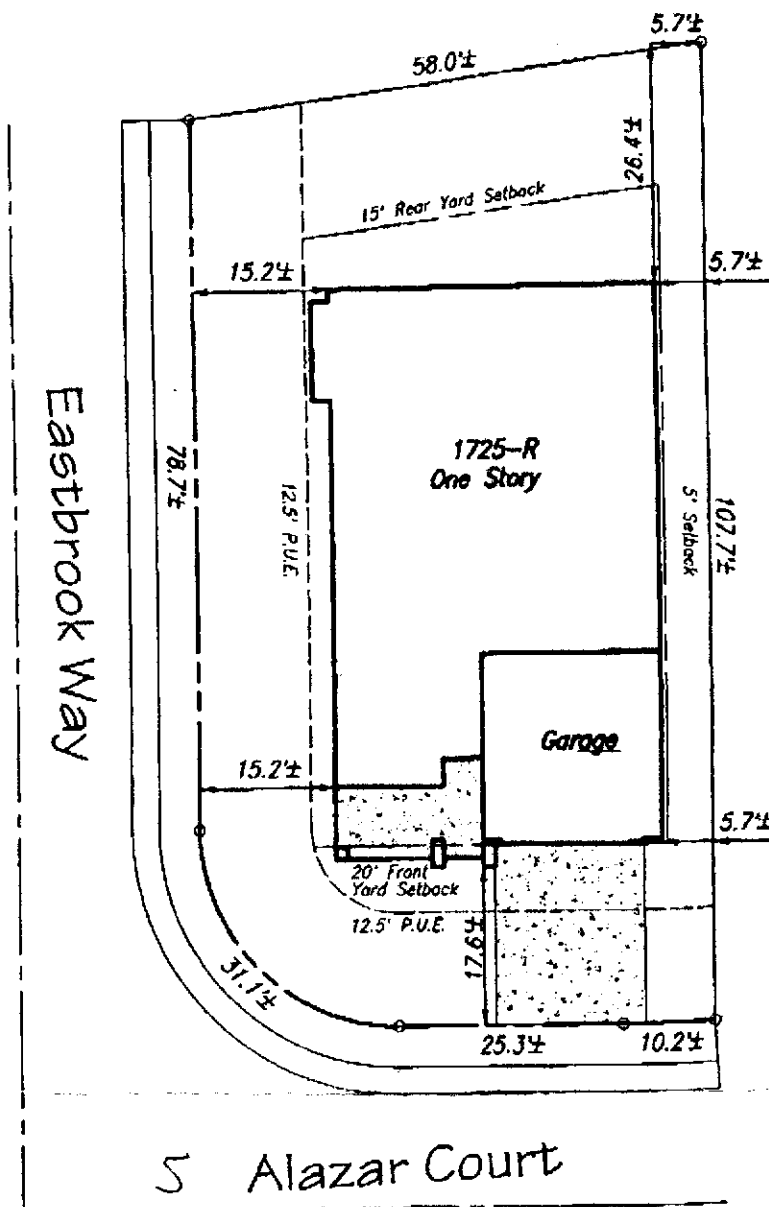 5.7'±
58.0'±
26.4'±
15' Rear Yard Setback
15.2'±
5.7'±
Eastbrook Way
78.7'±
12.5' P.U.E.
1725-R
One Story
5' Setback
107.7'±
Garage
15.2'±
5.7'±
20' Front
Yard Setback
12.5' P.U.E.
17.6'±
31.1'±
25.3'±
10.2'±
5 Alazar Court